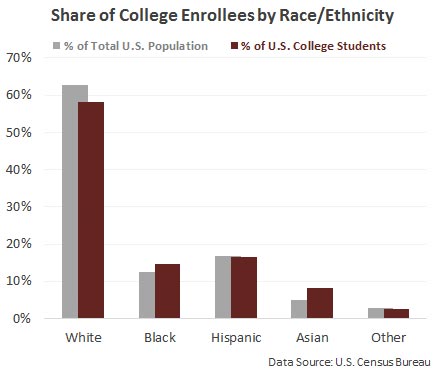 Share of College Enrollees by Race/Ethnicity
% of Total U.S. Population % of U.S. College Students
70%
60%
50%
40%
30%
20%
10%
0%
White Black Hispanic Asian Other
Data Source: U.S. Census Bureau